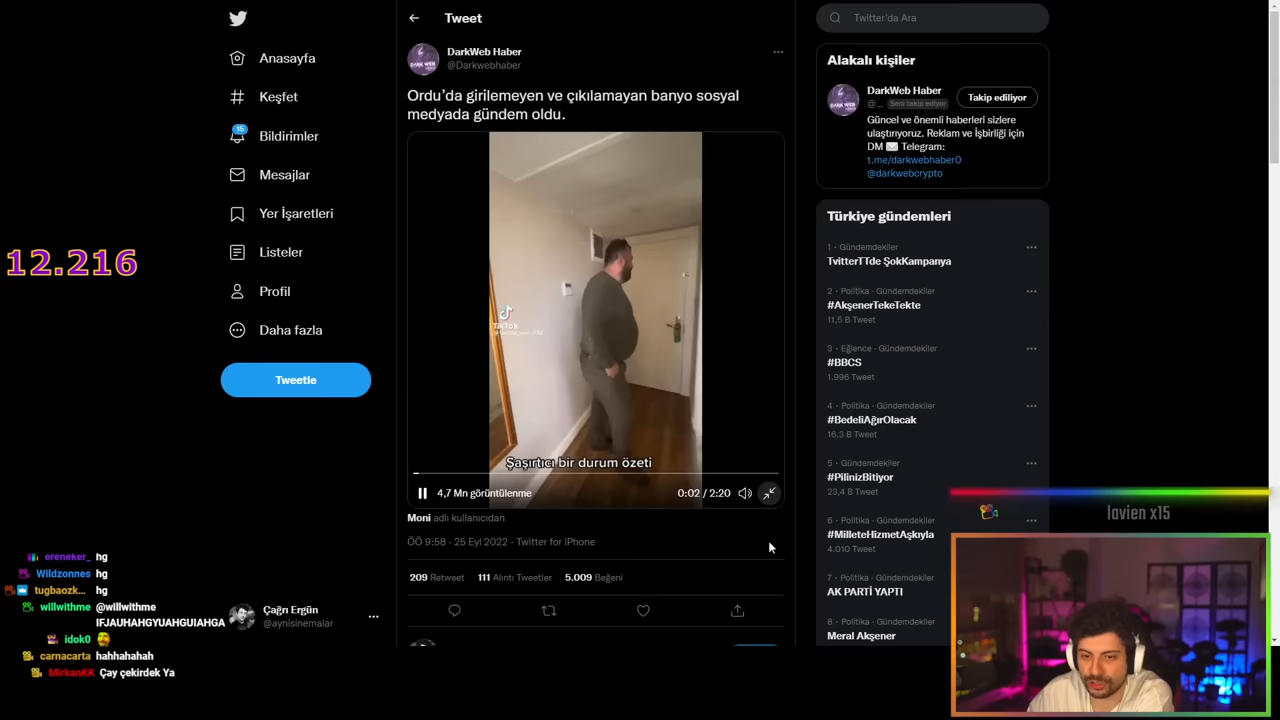 12.216
Anasayfa
Keşfet
15
Bildirimler
Mesajlar
Yer İşaretleri
Listeler
Profil
Daha fazla
Tweetle
Çağrı Ergün
@aynisinemalar
ereneker_ hg
Wildzonnes hg
tugbaozk... hg
willwithme @willwithme
IFJAUHAHGYUAHGUIAHGA
idok0
carnacarta hahhahahah
MirkanKK Çay çekirdek Ya
Tweet
DarkWeb Haber
@Darkwebhaber
Ordu'da girilemeyen ve çıkılamayan banyo sosyal
medyada gündem oldu.
TikTok
Şaşırtıcı bir durum özeti
4,7 Mn görüntülenme
0:02 / 2:20
Moni adlı kullanıcıdan
ÖÖ 9:58 · 25 Eyl 2022 · Twitter for iPhone
209 Retweet 111 Alıntı Tweetler 5.009 Beğeni
Twitter'da Ara
Alakalı kişiler
DarkWeb Haber
@... Seni takip ediyor
Takip ediliyor
Güncel ve önemli haberleri sizlere
ulaştırıyoruz. Reklam ve İşbirliği için
DM ✉️ Telegram:
t.me/darkwebhaber0
@darkwebcrypto
Türkiye gündemleri
1 · Gündemdekiler
TvitterTTde ŞokKampanya
2 · Politika · Gündemdekiler
#AkşenerTekeTekte
11,5 B Tweet
3 · Eğlence · Gündemdekiler
#BBCS
1.996 Tweet
4 · Politika · Gündemdekiler
#BedeliAğırOlacak
16,3 B Tweet
5 · Gündemdekiler
#PilinizBitiyor
23,4 B Tweet
6 · Politika · Gündemdekiler
#MilleteHizmetAşkıyla
4.010 Tweet
7 · Politika · Gündemdekiler
AK PARTİ YAPTI
8 · Politika · Gündemdekiler
Meral Akşener
lavien x15